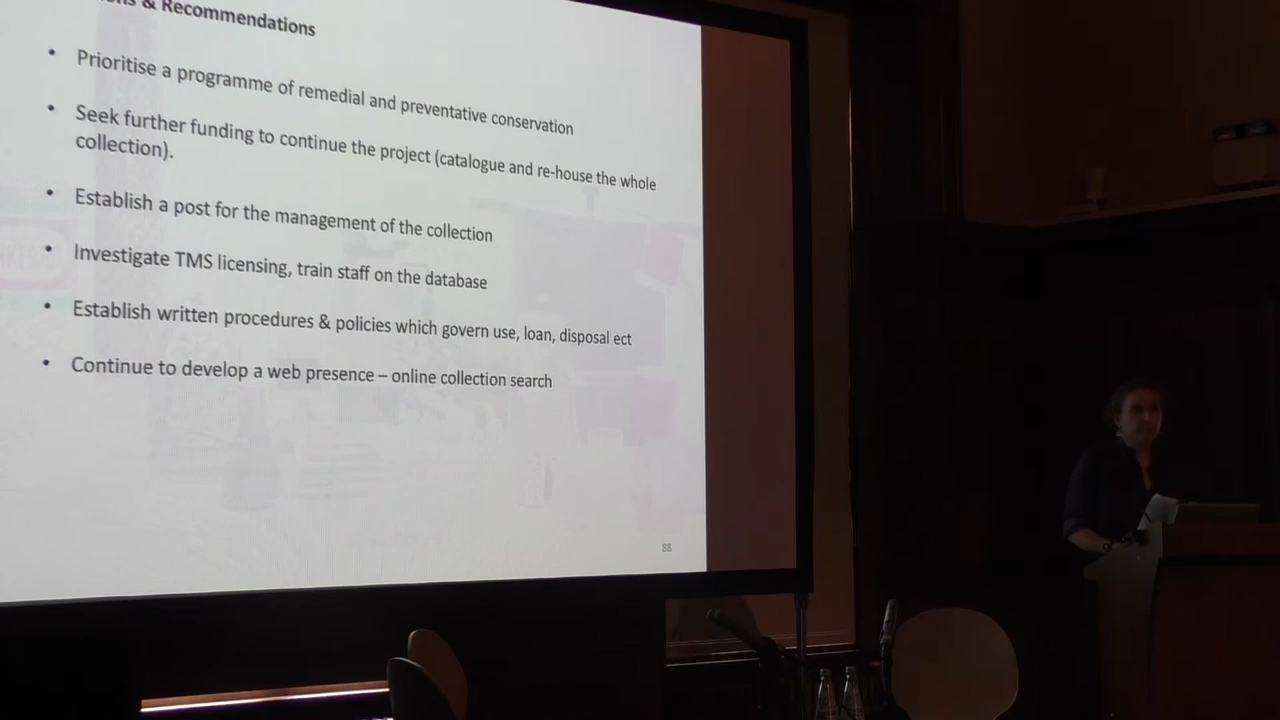 & Recommendations
• Prioritise a programme of remedial and preventative conservation
• Seek further funding to continue the project (catalogue and re-house the whole
collection).
• Establish a post for the management of the collection
• Investigate TMS licensing, train staff on the database
• Establish written procedures & policies which govern use, loan, disposal ect
• Continue to develop a web presence – online collection search
88